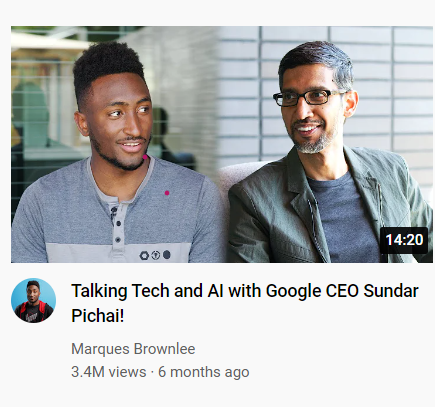 14:20
Talking Tech and AI with Google CEO Sundar
Pichai!
Marques Brownlee
3.4M views · 6 months ago